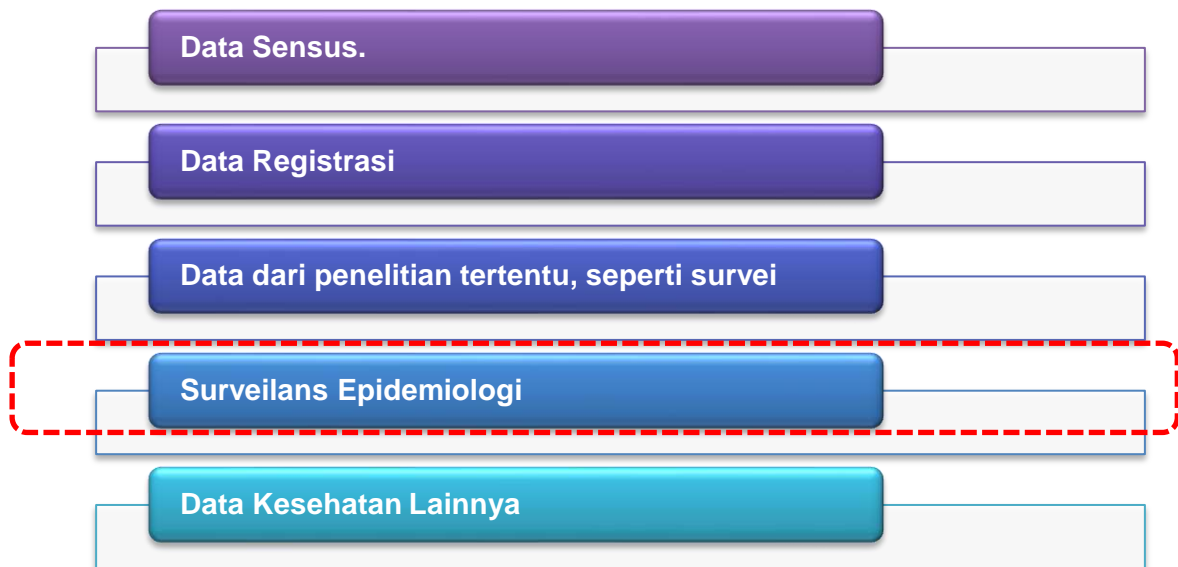 Data Sensus.
Data Registrasi
Data dari penelitian tertentu, seperti survei
Surveilans Epidemiologi
Data Kesehatan Lainnya